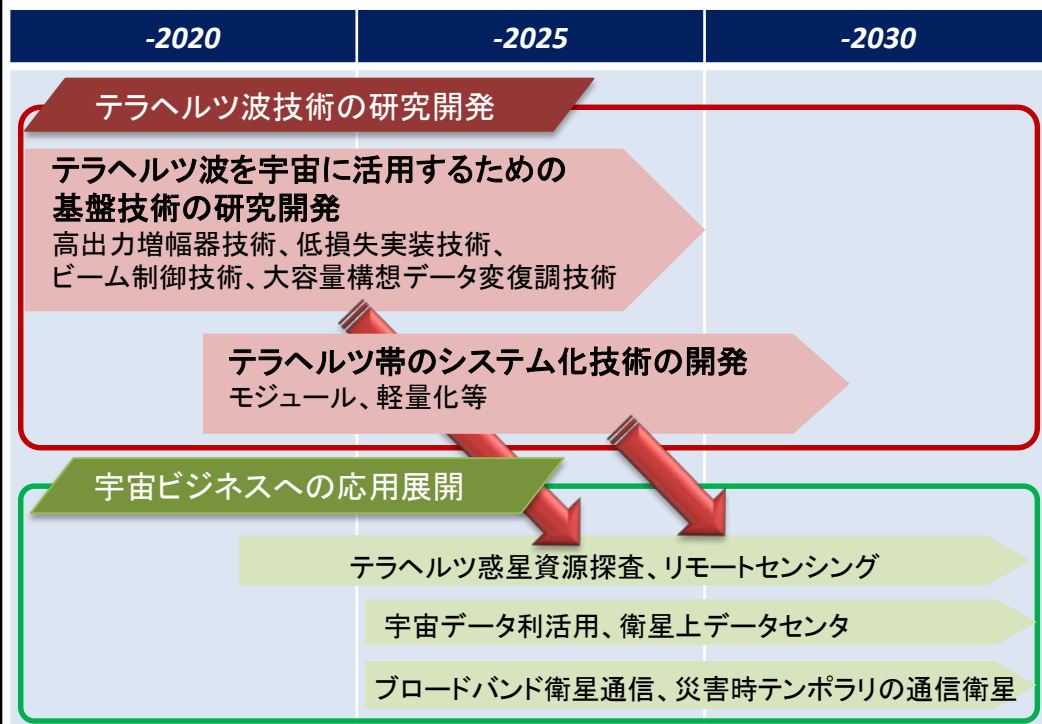 -2020
-2025
-2030
テラヘルツ波技術の研究開発
テラヘルツ波を宇宙に活用するための
基盤技術の研究開発
高出力増幅器技術、低損失実装技術、
ビーム制御技術、大容量構想データ変復調技術
テラヘルツ帯のシステム化技術の開発
モジュール、軽量化等
宇宙ビジネスへの応用展開
テラヘルツ惑星資源探査、リモートセンシング
宇宙データ利活用、衛星上データセンタ
ブロードバンド衛星通信、災害時テンポラリの通信衛星